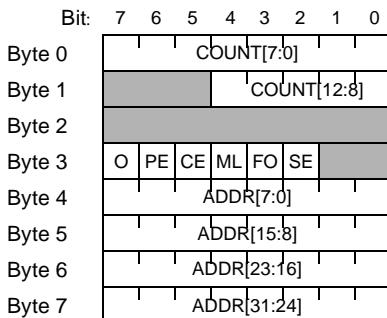 Bit: 7 6 5 4 3 2 1 0
Byte 0 COUNT[7:0]
Byte 1 COUNT[12:8]
Byte 2
Byte 3 O PE CE ML FO SE
Byte 4 ADDR[7:0]
Byte 5 ADDR[15:8]
Byte 6 ADDR[23:16]
Byte 7 ADDR[31:24]